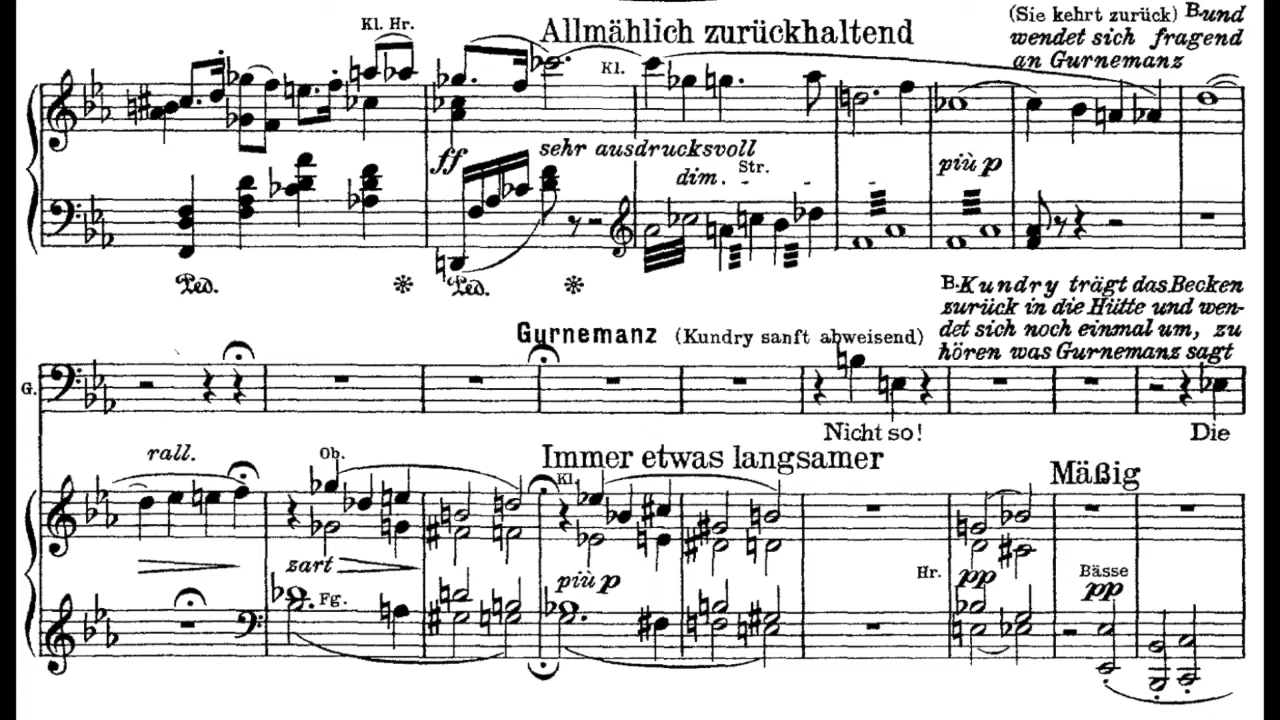 Kl. Hr.
Allmählich zurückhaltend
(Sie kehrt zurück) B-und
wendet sich fragend
an Gurnemanz
Kl.
ff
sehr ausdrucksvoll
dim. - Str. - -
più p
Ped. Ped.
B-Kundry trägt das Becken
zurück in die Hütte und wen-
det sich noch einmal um, zu
hören was Gurnemanz sagt
Gurnemanz (Kundry sanft abweisend)
G.
Nicht so! Die
rall.
Ob.
Immer etwas langsamer
Mäßig
Kl.
zart
più p
Hr.
pp
Bässe
pp
Fg.